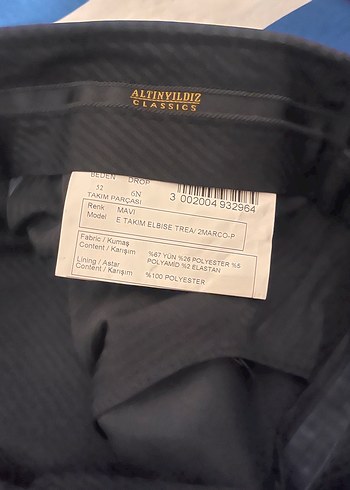 ALTINYILDIZ
CLASSICS
BEDEN DROP
52 6N
TAKIM PARÇASI
3 002004 932964
Renk MAVI
Model E TAKIM ELBISE TREA/ 2MARCO-P
Fabric / Kumaş
Content / Karışım %67 YÜN %26 POLYESTER %5
POLYAMID %2 ELASTAN
Lining / Astar
Content / Karışım %100 POLYESTER